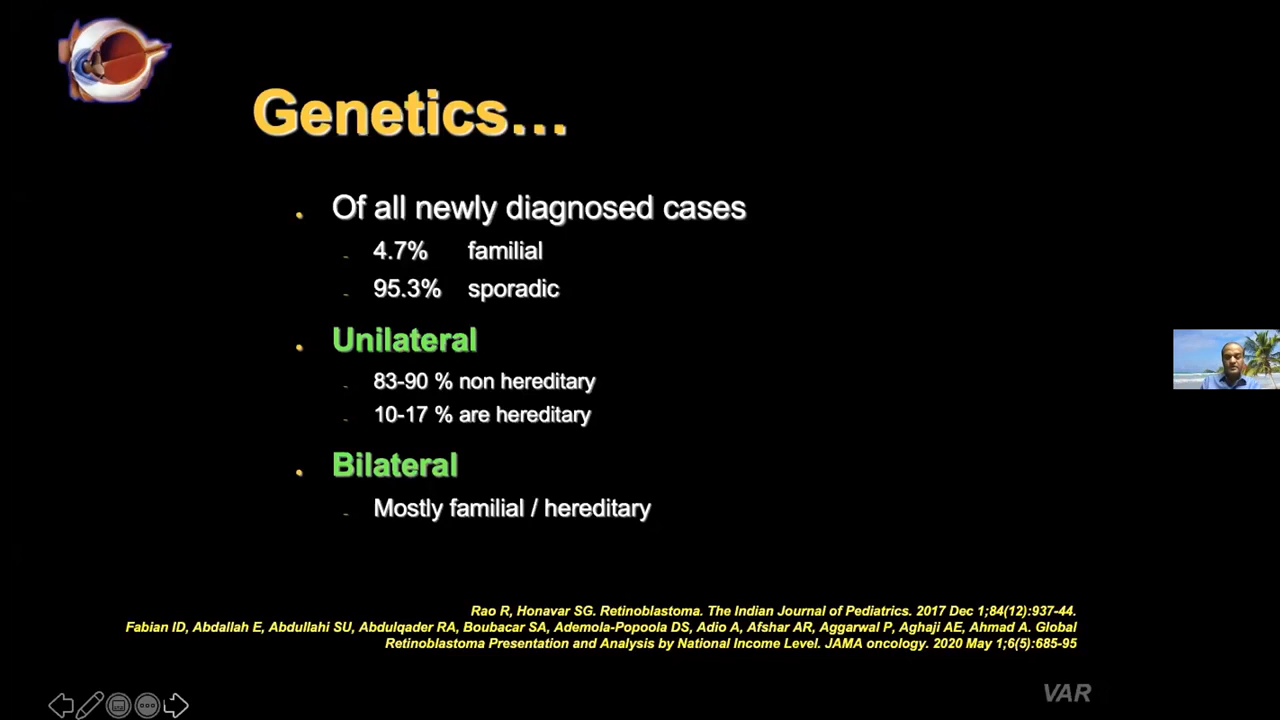 Genetics...
Of all newly diagnosed cases
4.7% familial
95.3% sporadic
Unilateral
83-90 % non hereditary
10-17 % are hereditary
Bilateral
Mostly familial / hereditary
Rao R, Honavar SG. Retinoblastoma. The Indian Journal of Pediatrics. 2017 Dec 1;84(12):937-44.
Fabian ID, Abdallah E, Abdullahi SU, Abdulqader RA, Boubacar SA, Ademola-Popoola DS, Adio A, Afshar AR, Aggarwal P, Aghaji AE, Ahmad A. Global
Retinoblastoma Presentation and Analysis by National Income Level. JAMA oncology. 2020 May 1;6(5):685-95
VAR